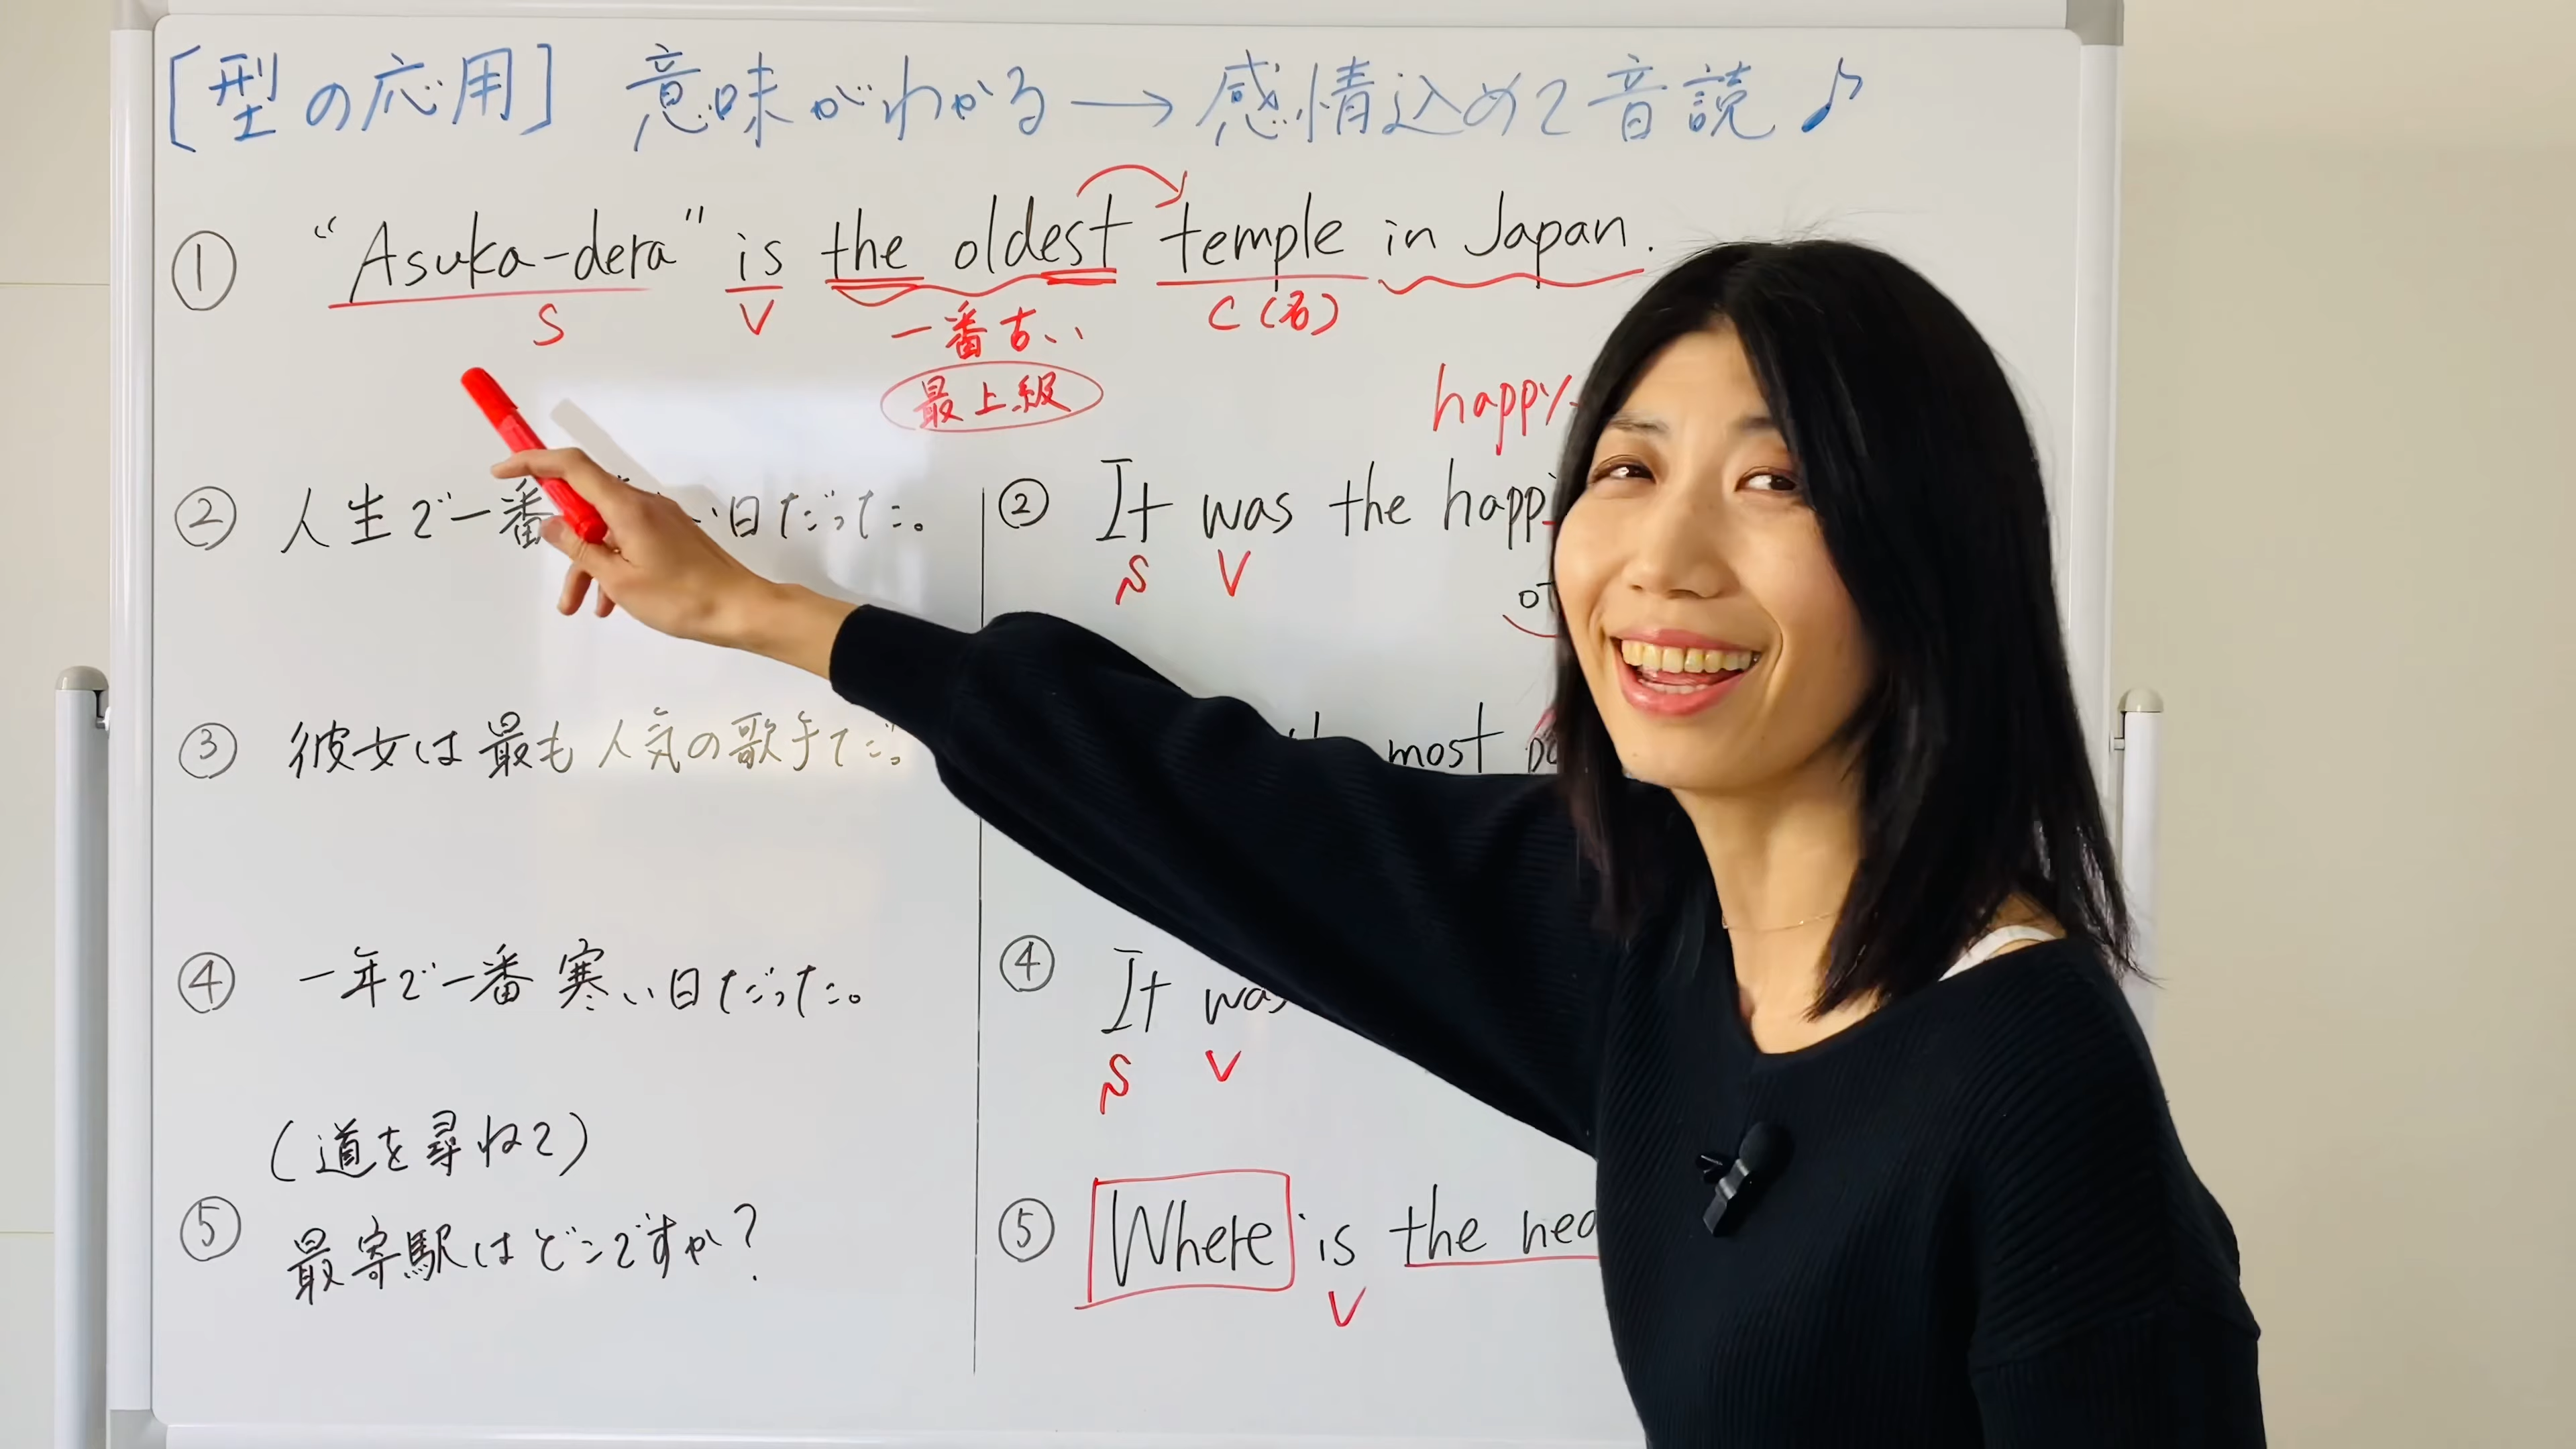 [型の応用] 意味がわかる → 感情込めて音読♪
① "Asuka-dera" is the oldest temple in Japan.
S V 一番古い C(名)
最上級
② 人生で一番 い日だった。
③ 彼女は最も人気の歌手だ。
④ 一年で一番寒い日だった。
(道を尋ねて)
⑤ 最寄駅はどこですか?
happy
② It was the happi
S V
most
④ It was
S V
⑤ Where is the nea
V